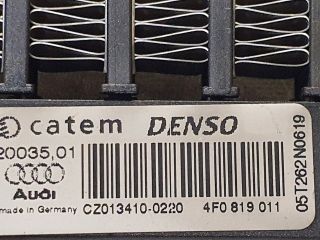 catem DENSO
20035,01
Audi
made in Germany
CZ013410-0220 4F0 819 011
05T262N0619